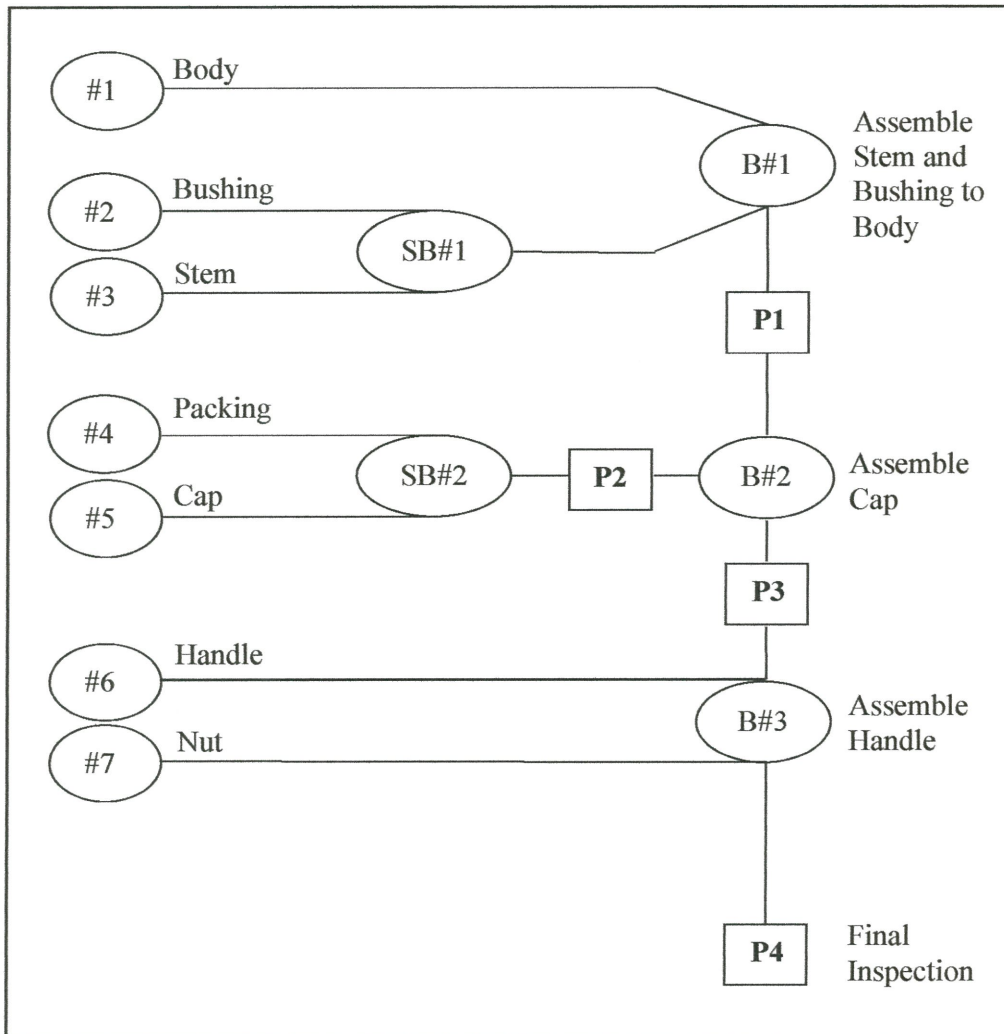 #1
Body
B#1
Assemble
Stem and
Bushing to
Body
#2
Bushing
SB#1
#3
Stem
P1
#4
Packing
SB#2
P2
B#2
Assemble
Cap
#5
Cap
P3
#6
Handle
B#3
Assemble
Handle
#7
Nut
P4
Final
Inspection